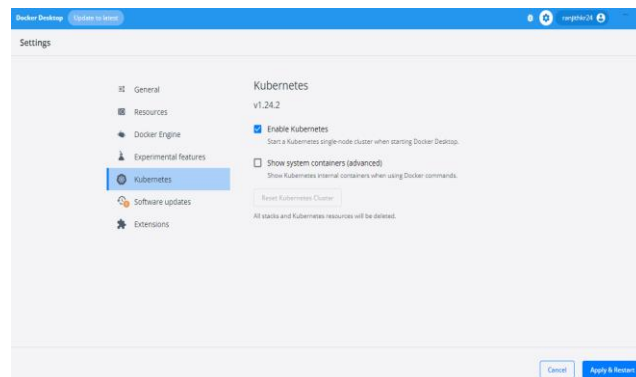 Docker Desktop Update to latest
Settings
General
Resources
Docker Engine
Experimental features
Kubernetes
Software updates
Extensions
Kubernetes
v1.24.2
Enable Kubernetes
Start a Kubernetes single-node cluster when starting Docker Desktop.
Show system containers (advanced)
Show Kubernetes internal containers when using Docker commands.
Reset Kubernetes Cluster
All stacks and Kubernetes resources will be deleted.
Cancel Apply & Restart